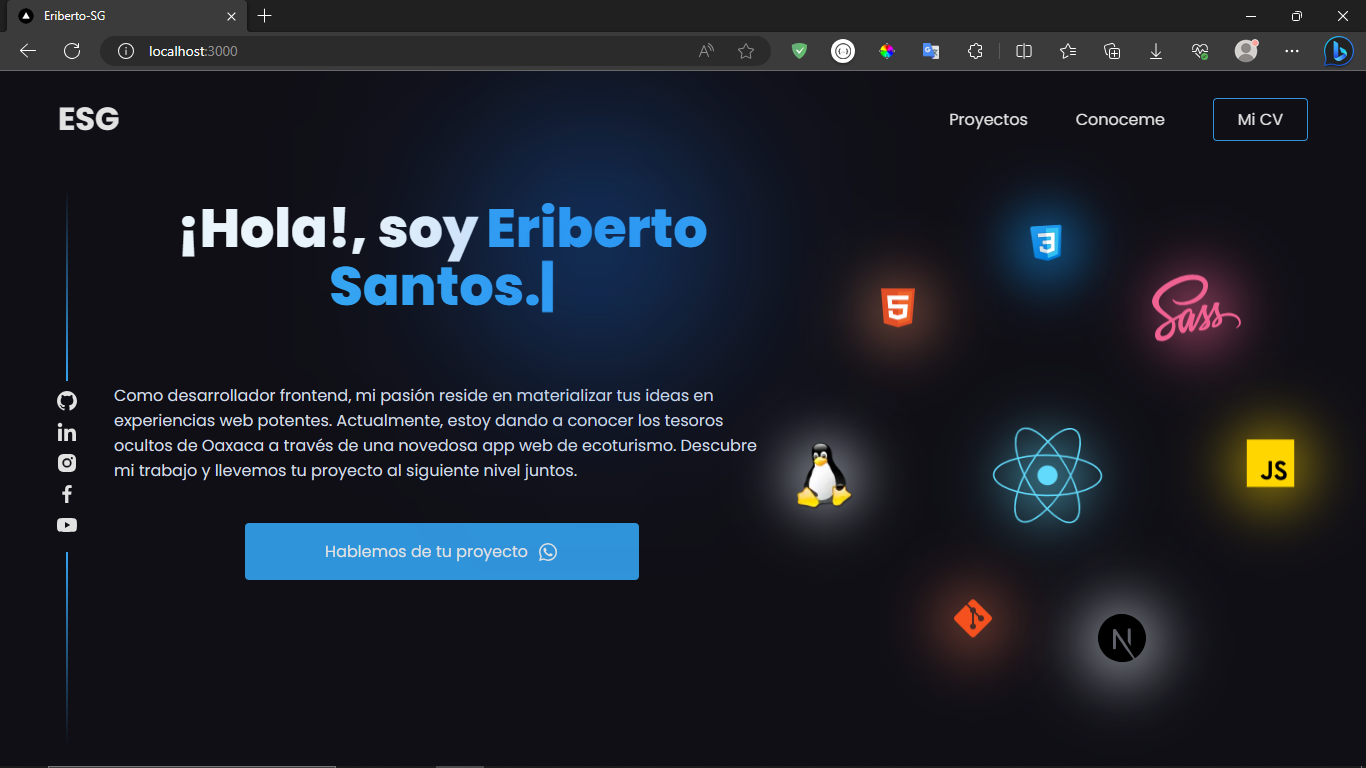 Eriberto-SG
localhost:3000
ESG
Proyectos
Conoceme
Mi CV
¡Hola!, soy Eriberto
Santos.|
Como desarrollador frontend, mi pasión reside en materializar tus ideas en
experiencias web potentes. Actualmente, estoy dando a conocer los tesoros
ocultos de Oaxaca a través de una novedosa app web de ecoturismo. Descubre
mi trabajo y llevemos tu proyecto al siguiente nivel juntos.
Hablemos de tu proyecto
3
5
Sass
JS
N